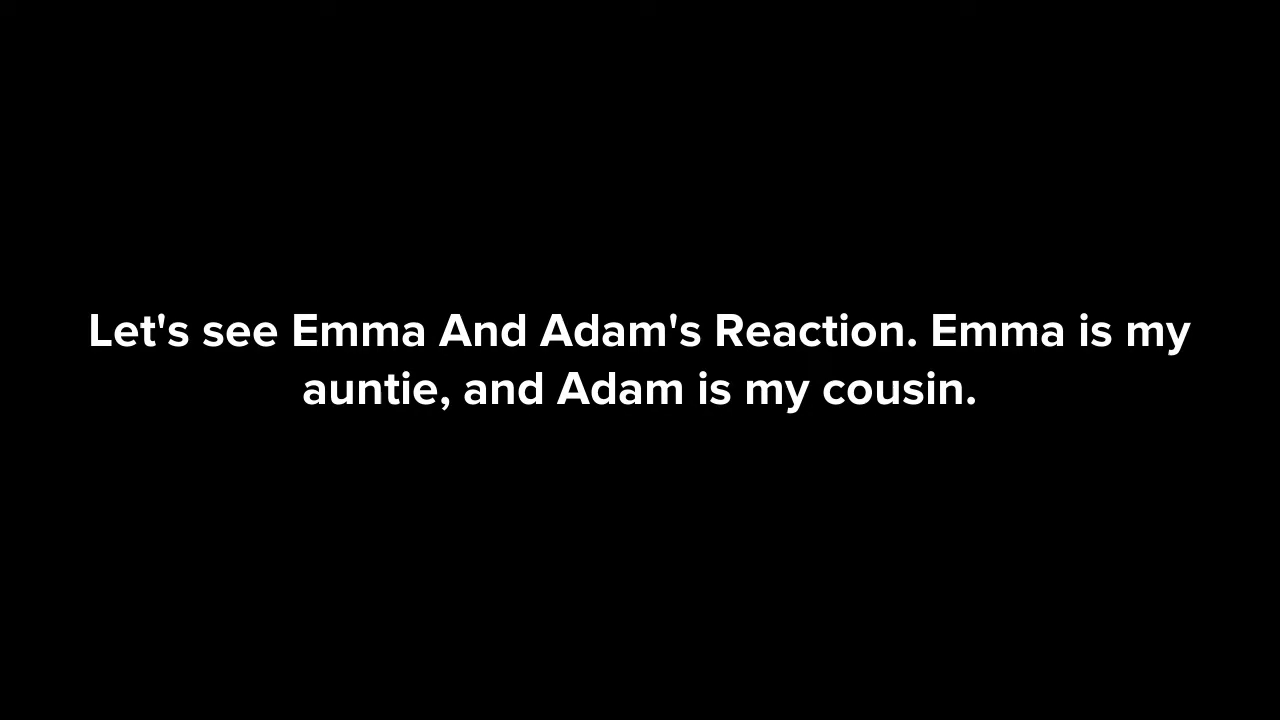 Let's see Emma And Adam's Reaction. Emma is my
auntie, and Adam is my cousin.